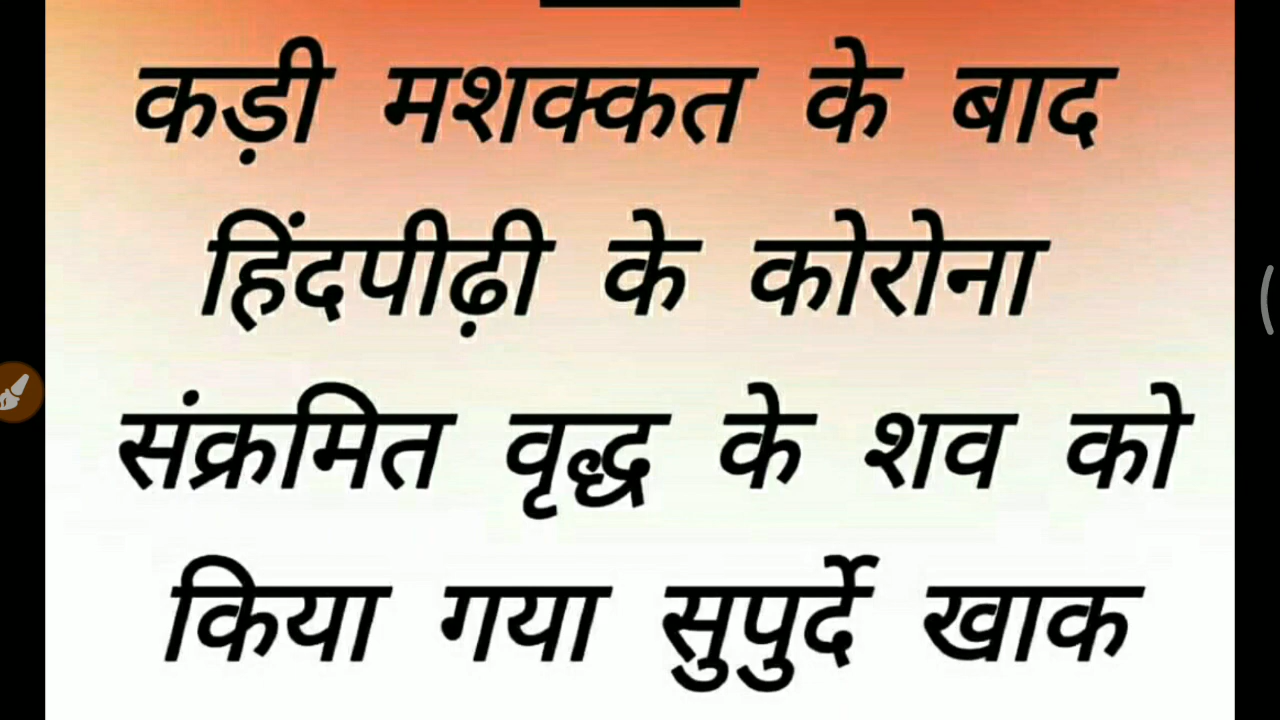 कड़ी मशक्कत के बाद
हिंदपीढ़ी के कोरोना
संक्रमित वृद्ध के शव को
किया गया सुपुर्दे खाक